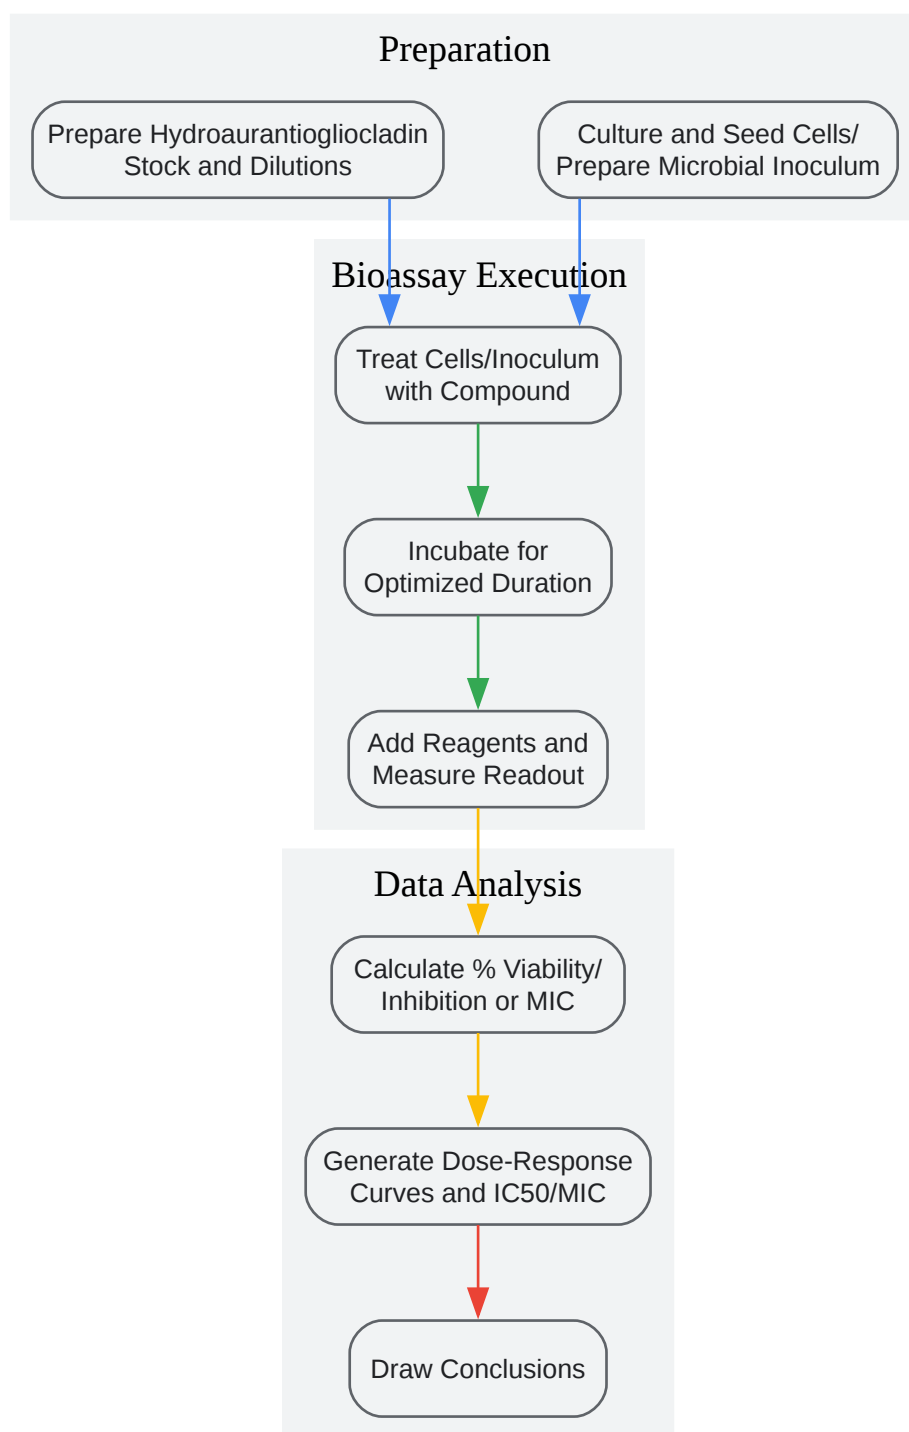 Preparation
Prepare Hydroaurantiogliocladin
Stock and Dilutions
Culture and Seed Cells/
Prepare Microbial Inoculum
Bioassay Execution
Treat Cells/Inoculum
with Compound
Incubate for
Optimized Duration
Add Reagents and
Measure Readout
Data Analysis
Calculate % Viability/
Inhibition or MIC
Generate Dose-Response
Curves and IC50/MIC
Draw Conclusions